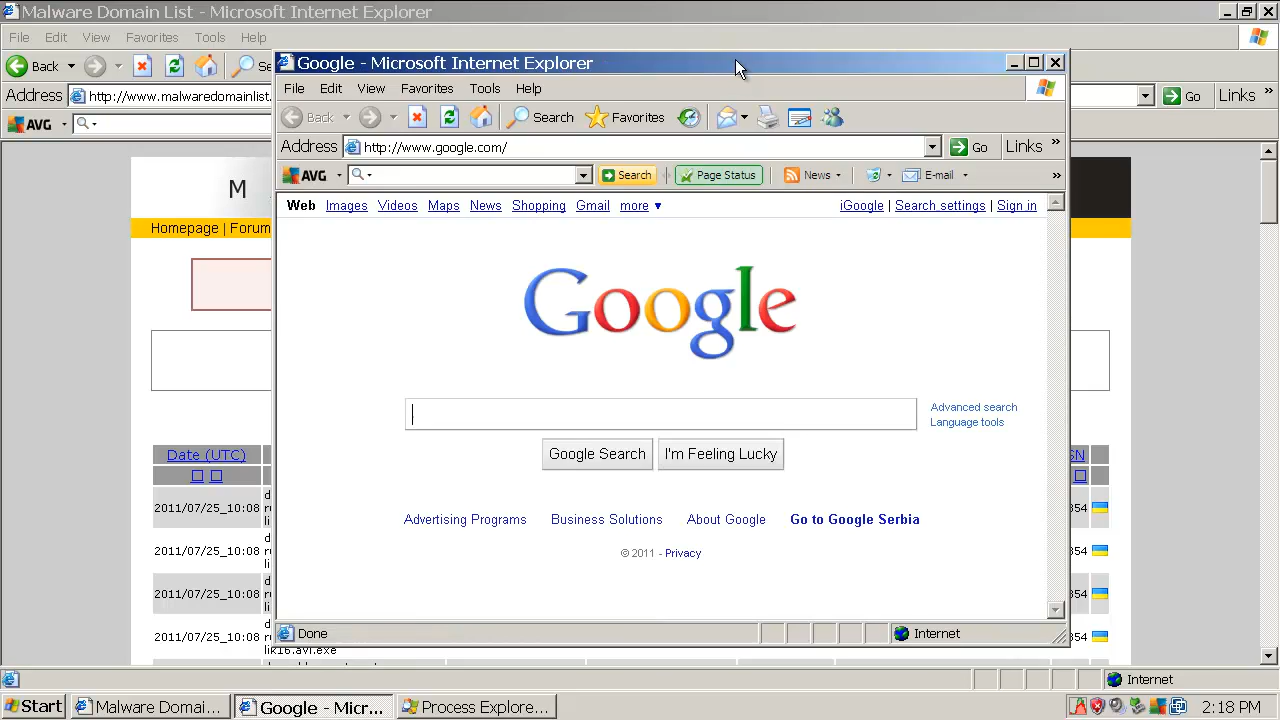 Malware Domain List - Microsoft Internet Explorer
File Edit View Favorites Tools Help
Back
Address http://www.malwaredomainlist. Go Links »
AVG
Google - Microsoft Internet Explorer
File Edit View Favorites Tools Help
Back Search Favorites
Address http://www.google.com/ Go Links »
AVG Search Page Status News E-mail »
Web Images Videos Maps News Shopping Gmail more ▼ iGoogle | Search settings | Sign in
Google
Advanced search
Language tools
Google Search I'm Feeling Lucky
Advertising Programs Business Solutions About Google Go to Google Serbia
© 2011 - Privacy
Done Internet
M
Homepage | Forum
Date (UTC) SN
2011/07/25_10:08 354
2011/07/25_10:08 354
2011/07/25_10:08 354
2011/07/25_10:08 354
lik16.avi.exe
Internet
Start Malware Domai... Google - Micr... Process Explore... 2:18 PM